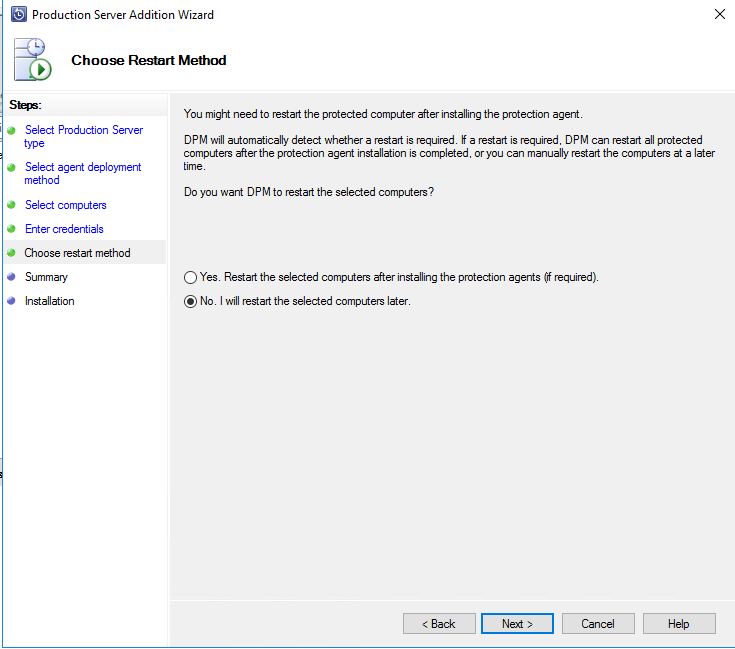 Production Server Addition Wizard
Choose Restart Method
Steps:
Select Production Server
type
Select agent deployment
method
Select computers
Enter credentials
Choose restart method
Summary
Installation
You might need to restart the protected computer after installing the protection agent.
DPM will automatically detect whether a restart is required. If a restart is required, DPM can restart all protected
computers after the protection agent installation is completed, or you can manually restart the computers at a later
time.
Do you want DPM to restart the selected computers?
Yes. Restart the selected computers after installing the protection agents (if required).
No. I will restart the selected computers later.
< Back
Next >
Cancel
Help